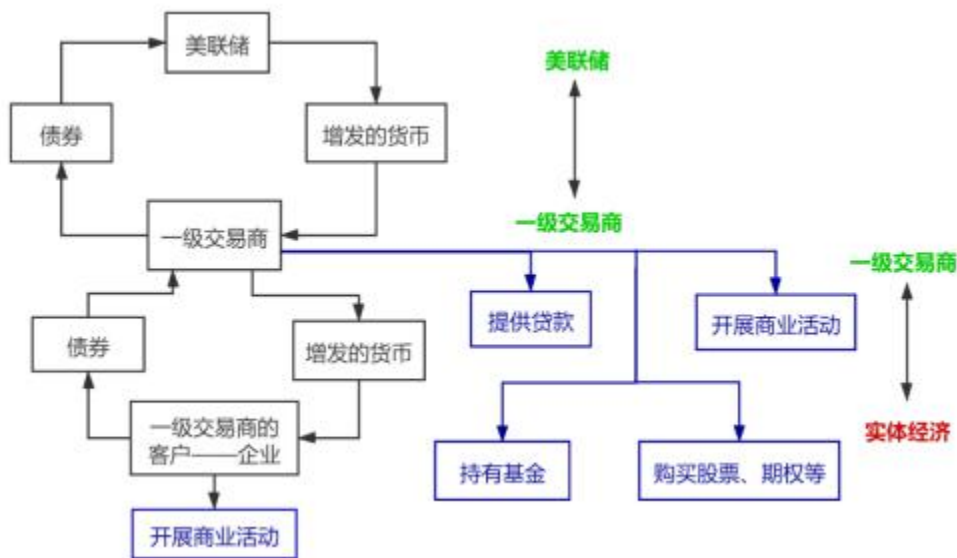 美联储
美联储
债券
增发的货币
一级交易商
一级交易商
一级交易商
债券
增发的货币
提供贷款
开展商业活动
一级交易商的
客户——企业
实体经济
持有基金
购买股票、期权等
开展商业活动